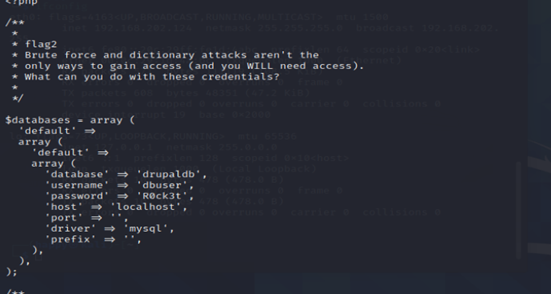 <?php
/**
 *
 * flag2
 * Brute force and dictionary attacks aren't the
 * only ways to gain access (and you WILL need access).
 * What can you do with these credentials?
 *
 */
$databases = array (
  'default' ⇒
  array (
    'default' ⇒
    array (
      'database' ⇒ 'drupaldb',
      'username' ⇒ 'dbuser',
      'password' ⇒ 'R0ck3t',
      'host' ⇒ 'localhost',
      'port' ⇒ '',
      'driver' ⇒ 'mysql',
      'prefix' ⇒ '',
    ),
  ),
);
/**